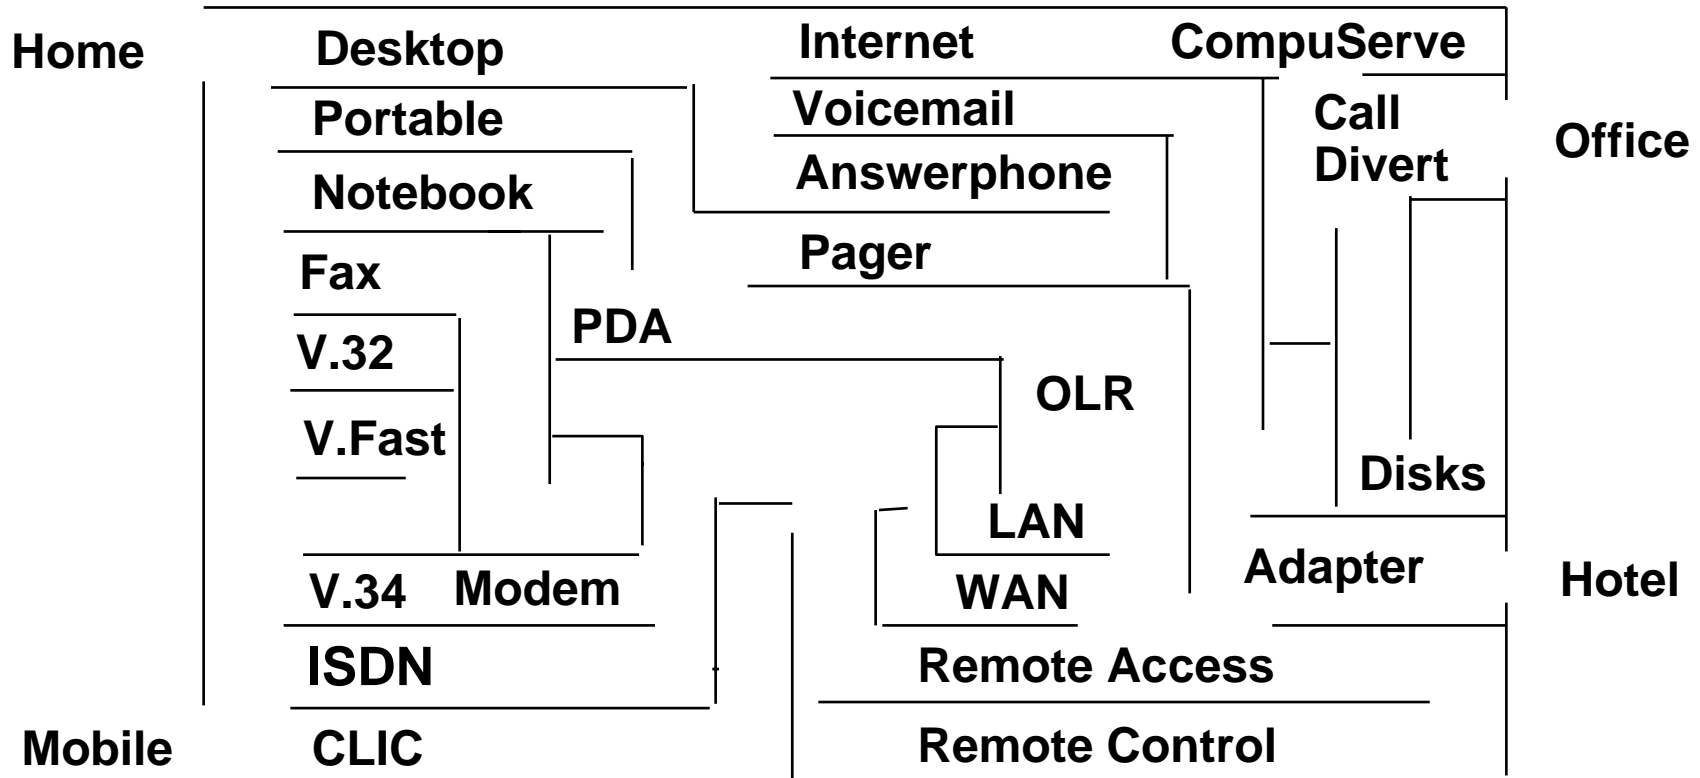 Home
Desktop
Internet
CompuServe
Portable
Voicemail
Call
Divert
Office
Notebook
Answerphone
Fax
Pager
V.32
PDA
OLR
V.Fast
Disks
LAN
Adapter
V.34
Modem
WAN
Hotel
ISDN
Remote Access
Mobile
CLIC
Remote Control